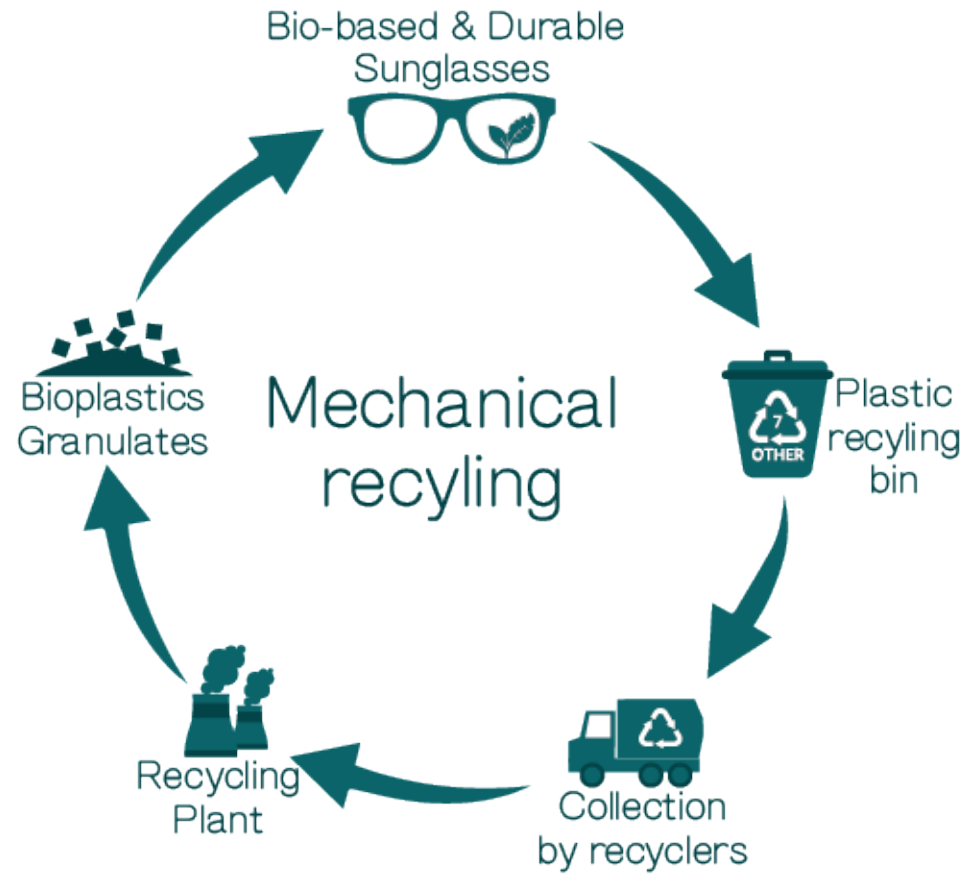 Bio-based & Durable
Sunglasses
Plastic
recyling
bin
7
OTHER
Collection
by recyclers
Recycling
Plant
Bioplastics
Granulates
Mechanical
recyling